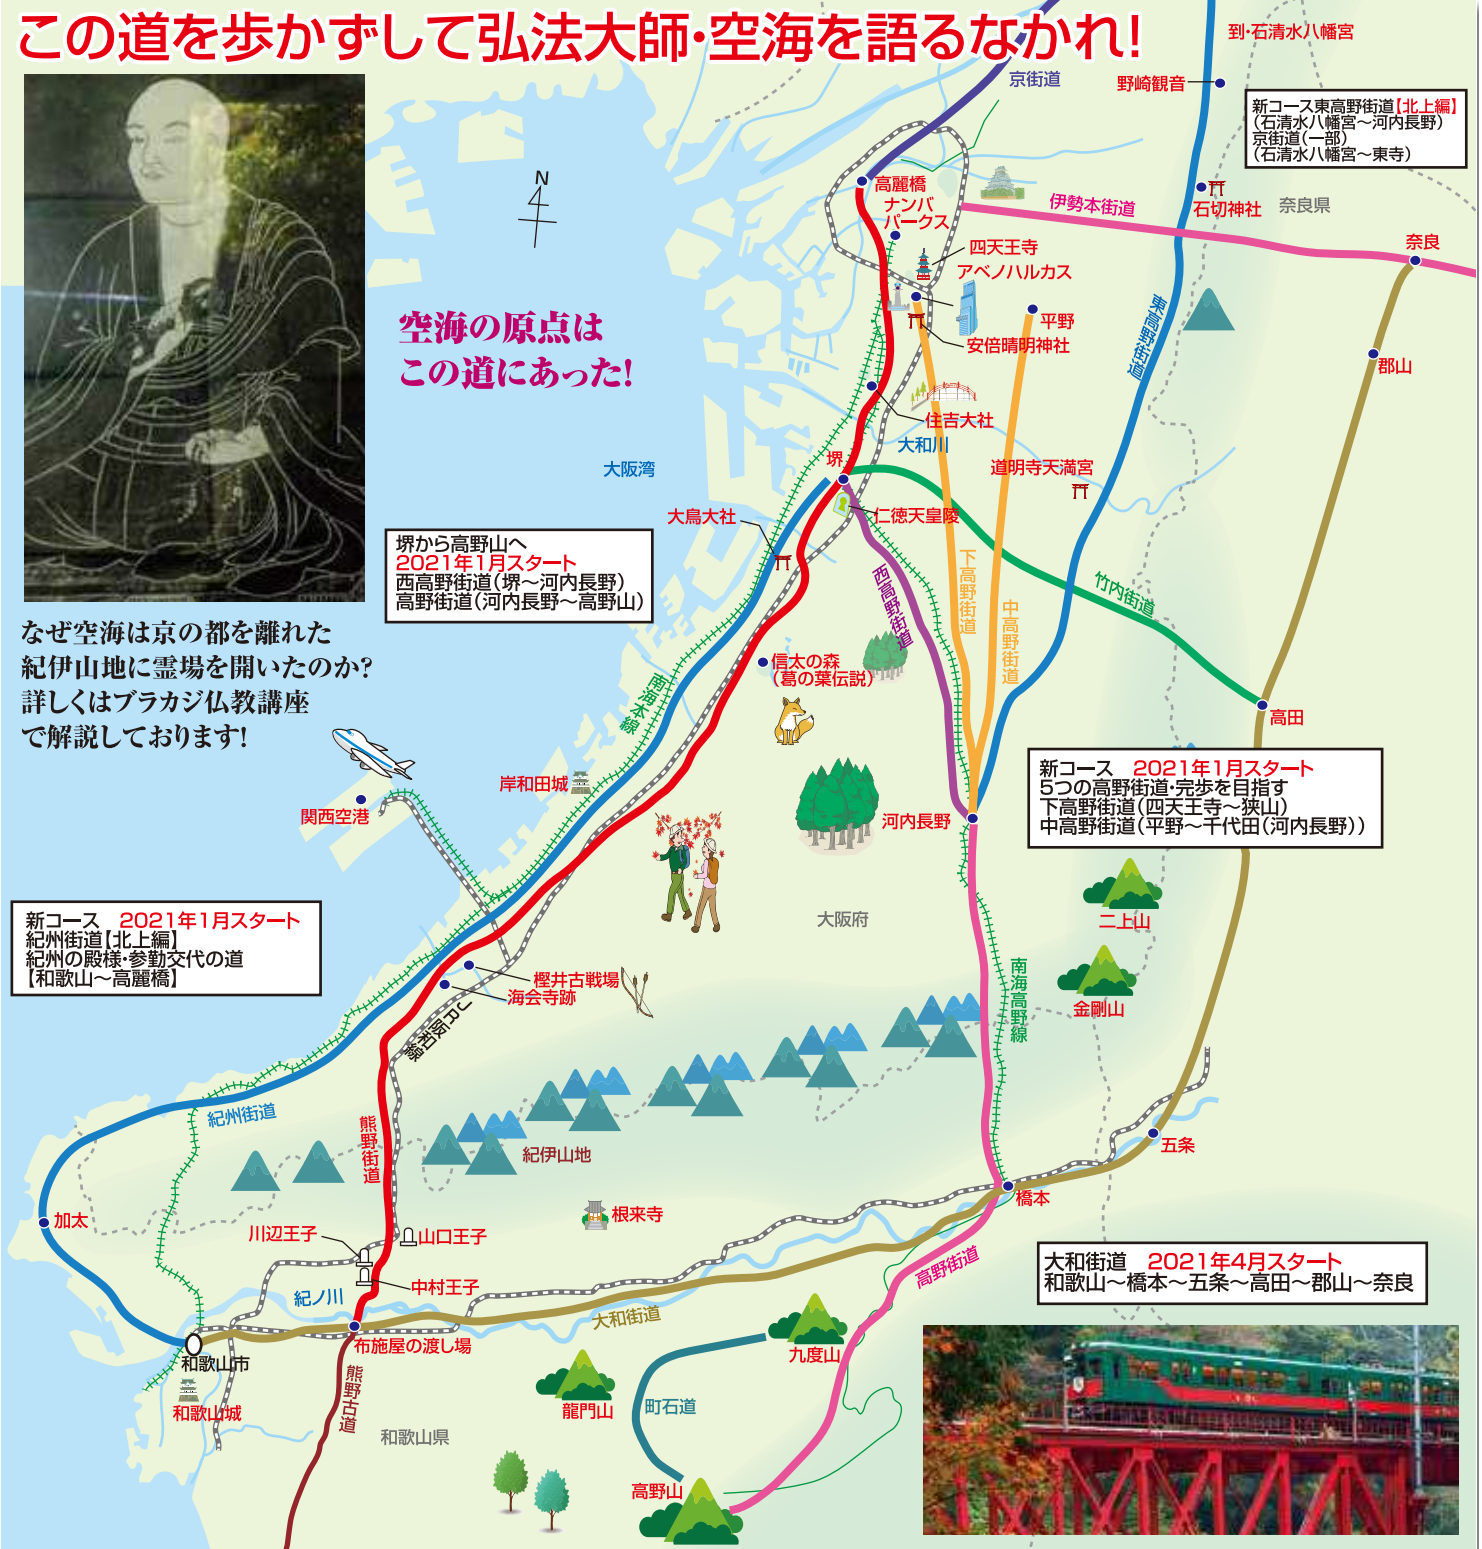 この道を歩かずして弘法大師・空海を語るなかれ!
到・石清水八幡宮
京街道
野崎観音
新コース東高野街道【北上編】
(石清水八幡宮〜河内長野)
京街道(一部)
(石清水八幡宮〜東寺)
N
高麗橋
ナンバ
パークス
伊勢本街道
石切神社
奈良県
奈良
四天王寺
アベノハルカス
空海の原点は
この道にあった!
平野
東高野街道
安倍晴明神社
郡山
住吉大社
大和川
堺
大阪湾
道明寺天満宮
大鳥大社
仁徳天皇陵
堺から高野山へ
2021年1月スタート
西高野街道(堺〜河内長野)
高野街道(河内長野〜高野山)
西高野街道
下高野街道
中高野街道
竹内街道
なぜ空海は京の都を離れた
紀伊山地に霊場を開いたのか?
詳しくはブラカジ仏教講座
で解説しております!
信太の森
(葛の葉伝説)
南海本線
高田
岸和田城
関西空港
河内長野
新コース 2021年1月スタート
5つの高野街道・完歩を目指す
下高野街道(四天王寺〜狭山)
中高野街道(平野〜千代田(河内長野))
大阪府
二上山
新コース 2021年1月スタート
紀州街道【北上編】
紀州の殿様・参勤交代の道
【和歌山〜高麗橋】
樫井古戦場
海会寺跡
南海高野線
金剛山
JR阪和線
紀州街道
熊野街道
紀伊山地
五条
橋本
加太
根来寺
川辺王子
山口王子
中村王子
高野街道
大和街道 2021年4月スタート
和歌山〜橋本〜五条〜高田〜郡山〜奈良
紀ノ川
大和街道
布施屋の渡し場
和歌山市
九度山
熊野古道
和歌山城
龍門山
町石道
和歌山県
高野山